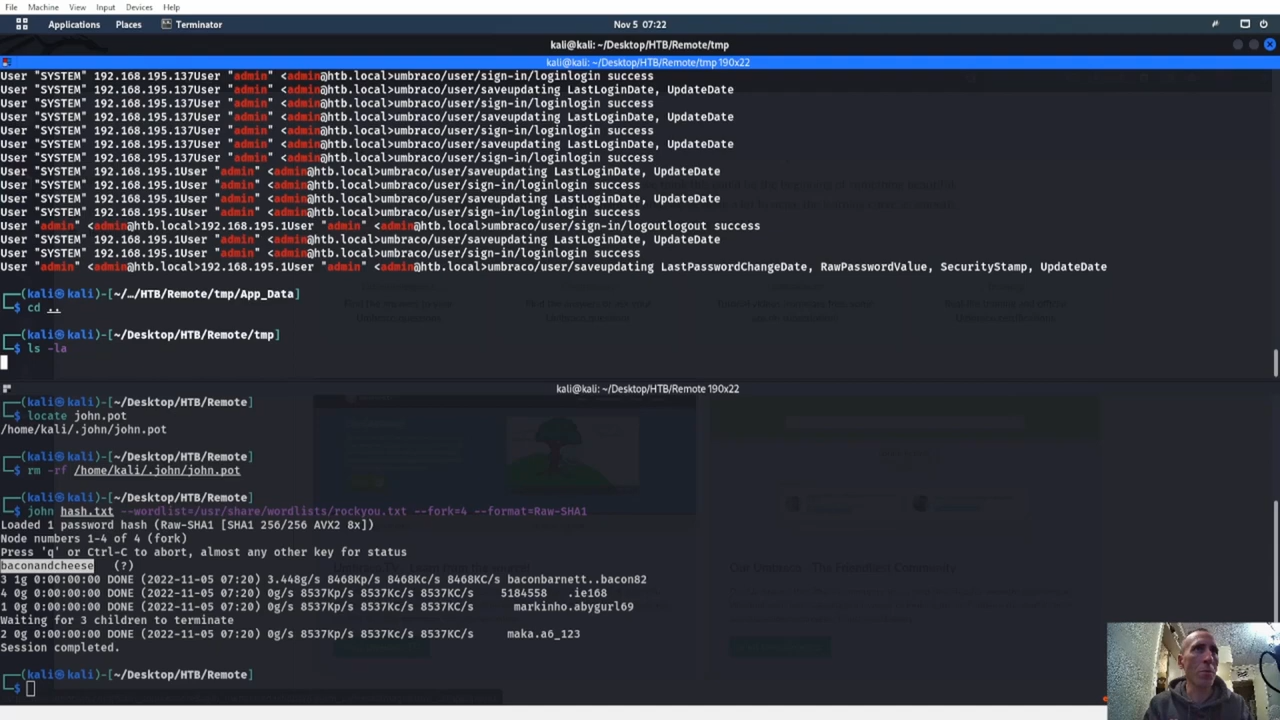 File Machine View Input Devices Help
Applications Places Terminator Nov 5 07:22
kali@kali: ~/Desktop/HTB/Remote/tmp
kali@kali: ~/Desktop/HTB/Remote/tmp 190x22
User "SYSTEM" 192.168.195.137User "admin" <admin@htb.local>umbraco/user/sign-in/loginlogin success
User "SYSTEM" 192.168.195.137User "admin" <admin@htb.local>umbraco/user/saveupdating LastLoginDate, UpdateDate
User "SYSTEM" 192.168.195.137User "admin" <admin@htb.local>umbraco/user/sign-in/loginlogin success
User "SYSTEM" 192.168.195.137User "admin" <admin@htb.local>umbraco/user/saveupdating LastLoginDate, UpdateDate
User "SYSTEM" 192.168.195.137User "admin" <admin@htb.local>umbraco/user/sign-in/loginlogin success
User "SYSTEM" 192.168.195.137User "admin" <admin@htb.local>umbraco/user/saveupdating LastLoginDate, UpdateDate
User "SYSTEM" 192.168.195.137User "admin" <admin@htb.local>umbraco/user/sign-in/loginlogin success
User "SYSTEM" 192.168.195.1User "admin" <admin@htb.local>umbraco/user/saveupdating LastLoginDate, UpdateDate
User "SYSTEM" 192.168.195.1User "admin" <admin@htb.local>umbraco/user/sign-in/loginlogin success
User "SYSTEM" 192.168.195.1User "admin" <admin@htb.local>umbraco/user/saveupdating LastLoginDate, UpdateDate
User "SYSTEM" 192.168.195.1User "admin" <admin@htb.local>umbraco/user/sign-in/loginlogin success
User "admin" <admin@htb.local>192.168.195.1User "admin" <admin@htb.local>umbraco/user/sign-in/logoutlogout success
User "SYSTEM" 192.168.195.1User "admin" <admin@htb.local>umbraco/user/saveupdating LastLoginDate, UpdateDate
User "SYSTEM" 192.168.195.1User "admin" <admin@htb.local>umbraco/user/sign-in/loginlogin success
User "admin" <admin@htb.local>192.168.195.1User "admin" <admin@htb.local>umbraco/user/saveupdating LastPasswordChangeDate, RawPasswordValue, SecurityStamp, UpdateDate
┌──(kali㉿kali)-[~/…/HTB/Remote/tmp/App_Data]
└─$ cd ..
┌──(kali㉿kali)-[~/Desktop/HTB/Remote/tmp]
└─$ ls -la
kali@kali: ~/Desktop/HTB/Remote 190x22
┌──(kali㉿kali)-[~/Desktop/HTB/Remote]
└─$ locate john.pot
/home/kali/.john/john.pot
┌──(kali㉿kali)-[~/Desktop/HTB/Remote]
└─$ rm -rf /home/kali/.john/john.pot
┌──(kali㉿kali)-[~/Desktop/HTB/Remote]
└─$ john hash.txt --wordlist=/usr/share/wordlists/rockyou.txt --fork=4 --format=Raw-SHA1
Loaded 1 password hash (Raw-SHA1 [SHA1 256/256 AVX2 8x])
Node numbers 1-4 of 4 (fork)
Press 'q' or Ctrl-C to abort, almost any other key for status
baconandcheese (?)
3 1g 0:00:00:00 DONE (2022-11-05 07:20) 3.448g/s 8468Kp/s 8468Kc/s 8468KC/s baconbarnett..bacon82
4 0g 0:00:00:00 DONE (2022-11-05 07:20) 0g/s 8537Kp/s 8537Kc/s 8537KC/s 5184558 .ie168
1 0g 0:00:00:00 DONE (2022-11-05 07:20) 0g/s 8537Kp/s 8537Kc/s 8537KC/s markinho.abygurl69
Waiting for 3 children to terminate
2 0g 0:00:00:00 DONE (2022-11-05 07:20) 0g/s 8537Kp/s 8537Kc/s 8537KC/s maka.a6_123
Session completed.
┌──(kali㉿kali)-[~/Desktop/HTB/Remote]
└─$